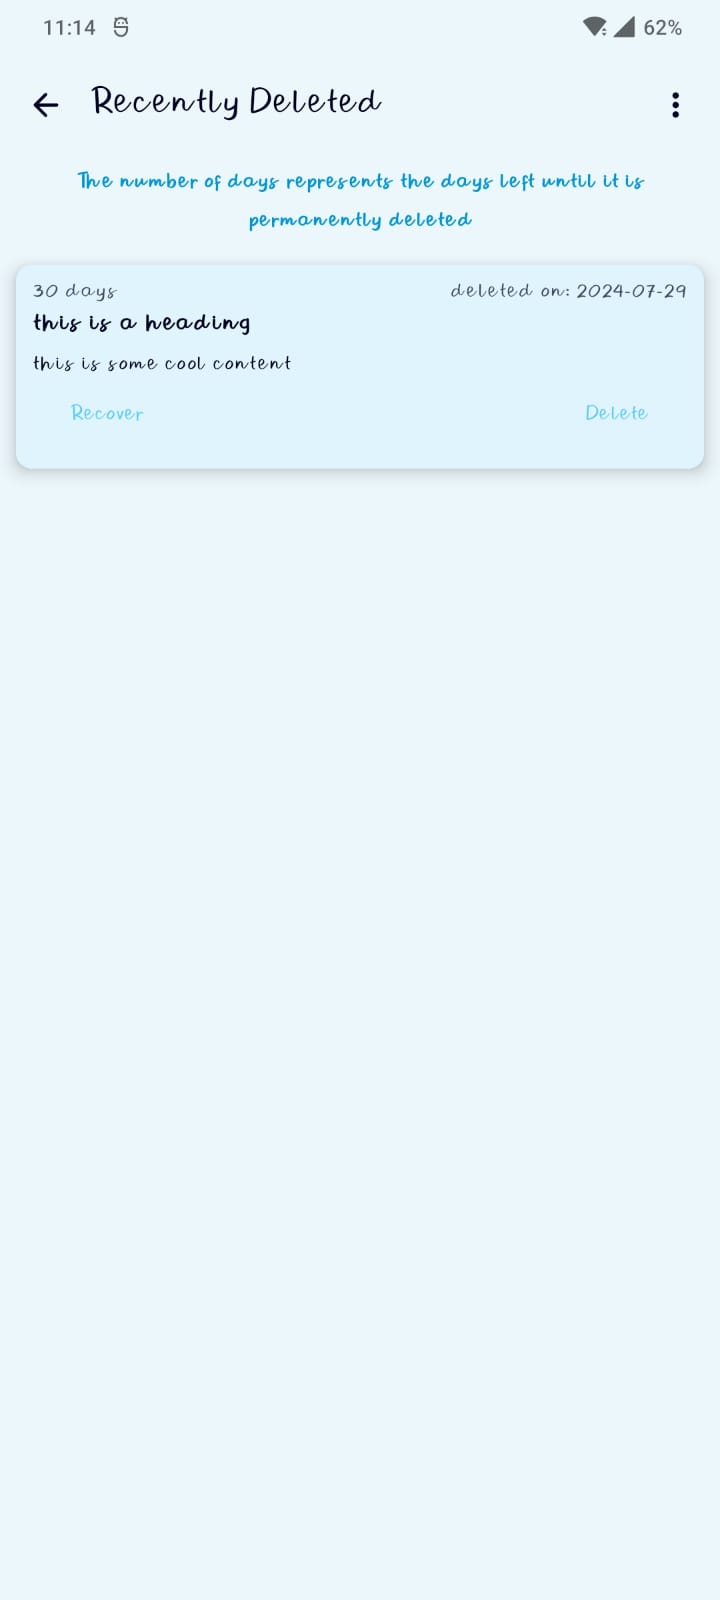 11:14 62%
Recently Deleted
The number of days represents the days left until it is
permanently deleted
30 days deleted on: 2024-07-29
this is a heading
this is some cool content
Recover Delete